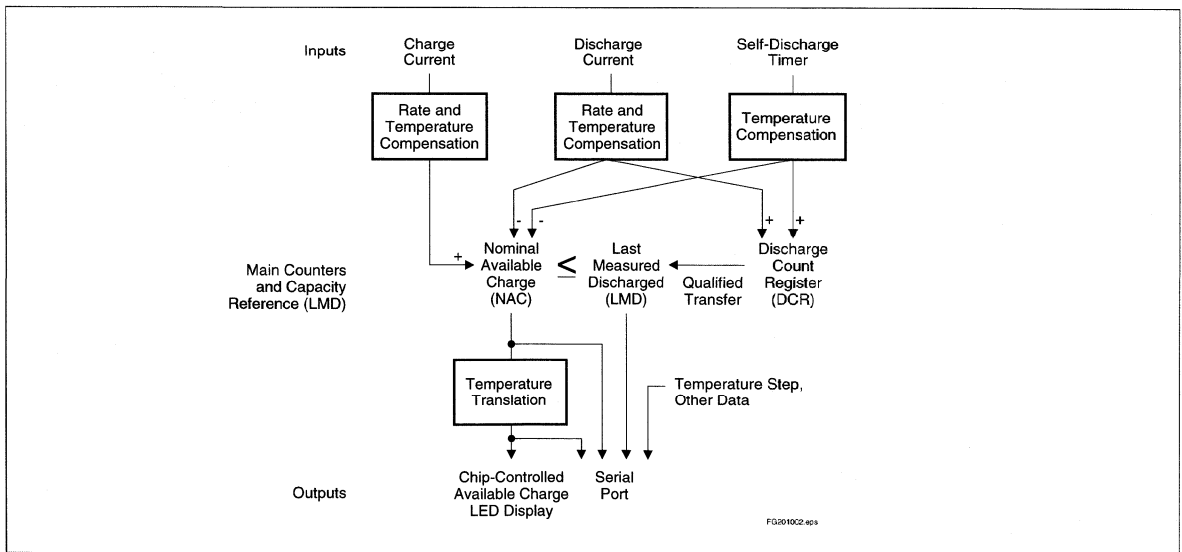 Inputs
Charge
Current
Discharge
Current
Self-Discharge
Timer
Rate and
Temperature
Compensation
Rate and
Temperature
Compensation
Temperature
Compensation
- -
+ +
+
Main Counters
and Capacity
Reference (LMD)
Nominal
Available
Charge
(NAC)
≤
Last
Measured
Discharged
(LMD)
Qualified
Transfer
Discharge
Count
Register
(DCR)
Temperature
Translation
Temperature Step,
Other Data
Outputs
Chip-Controlled
Available Charge
LED Display
Serial
Port
FG201002.eps